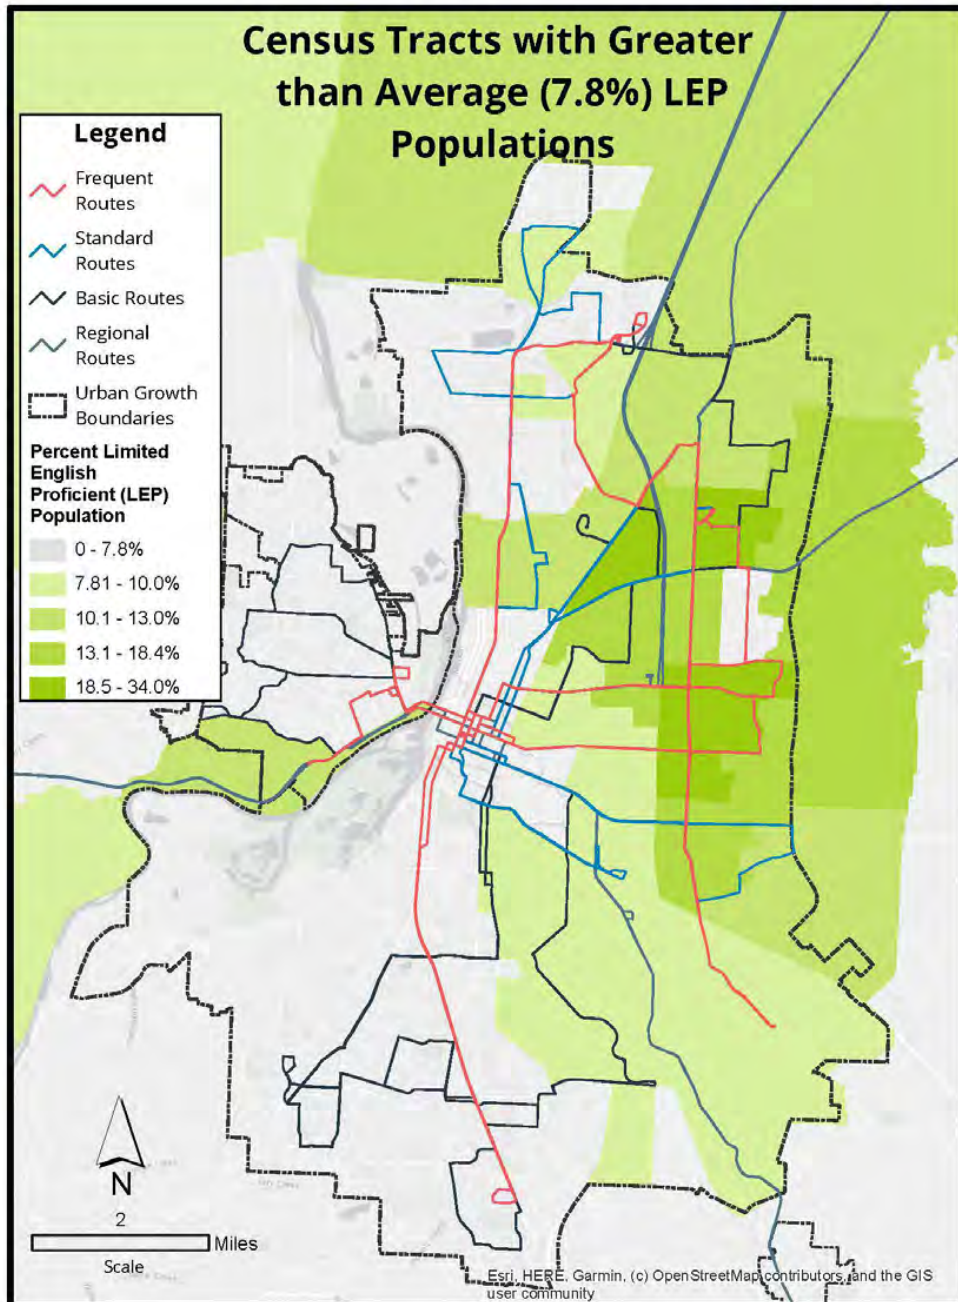 Census Tracts with Greater
than Average (7.8%) LEP
Populations
Legend
Frequent
Routes
Standard
Routes
Basic Routes
Regional
Routes
Urban Growth
Boundaries
Percent Limited
English
Proficient (LEP)
Population
0 - 7.8%
7.81 - 10.0%
10.1 - 13.0%
13.1 - 18.4%
18.5 - 34.0%
N
2
Miles
Scale
Esri, HERE, Garmin, (c) OpenStreetMap contributors, and the GIS
user community